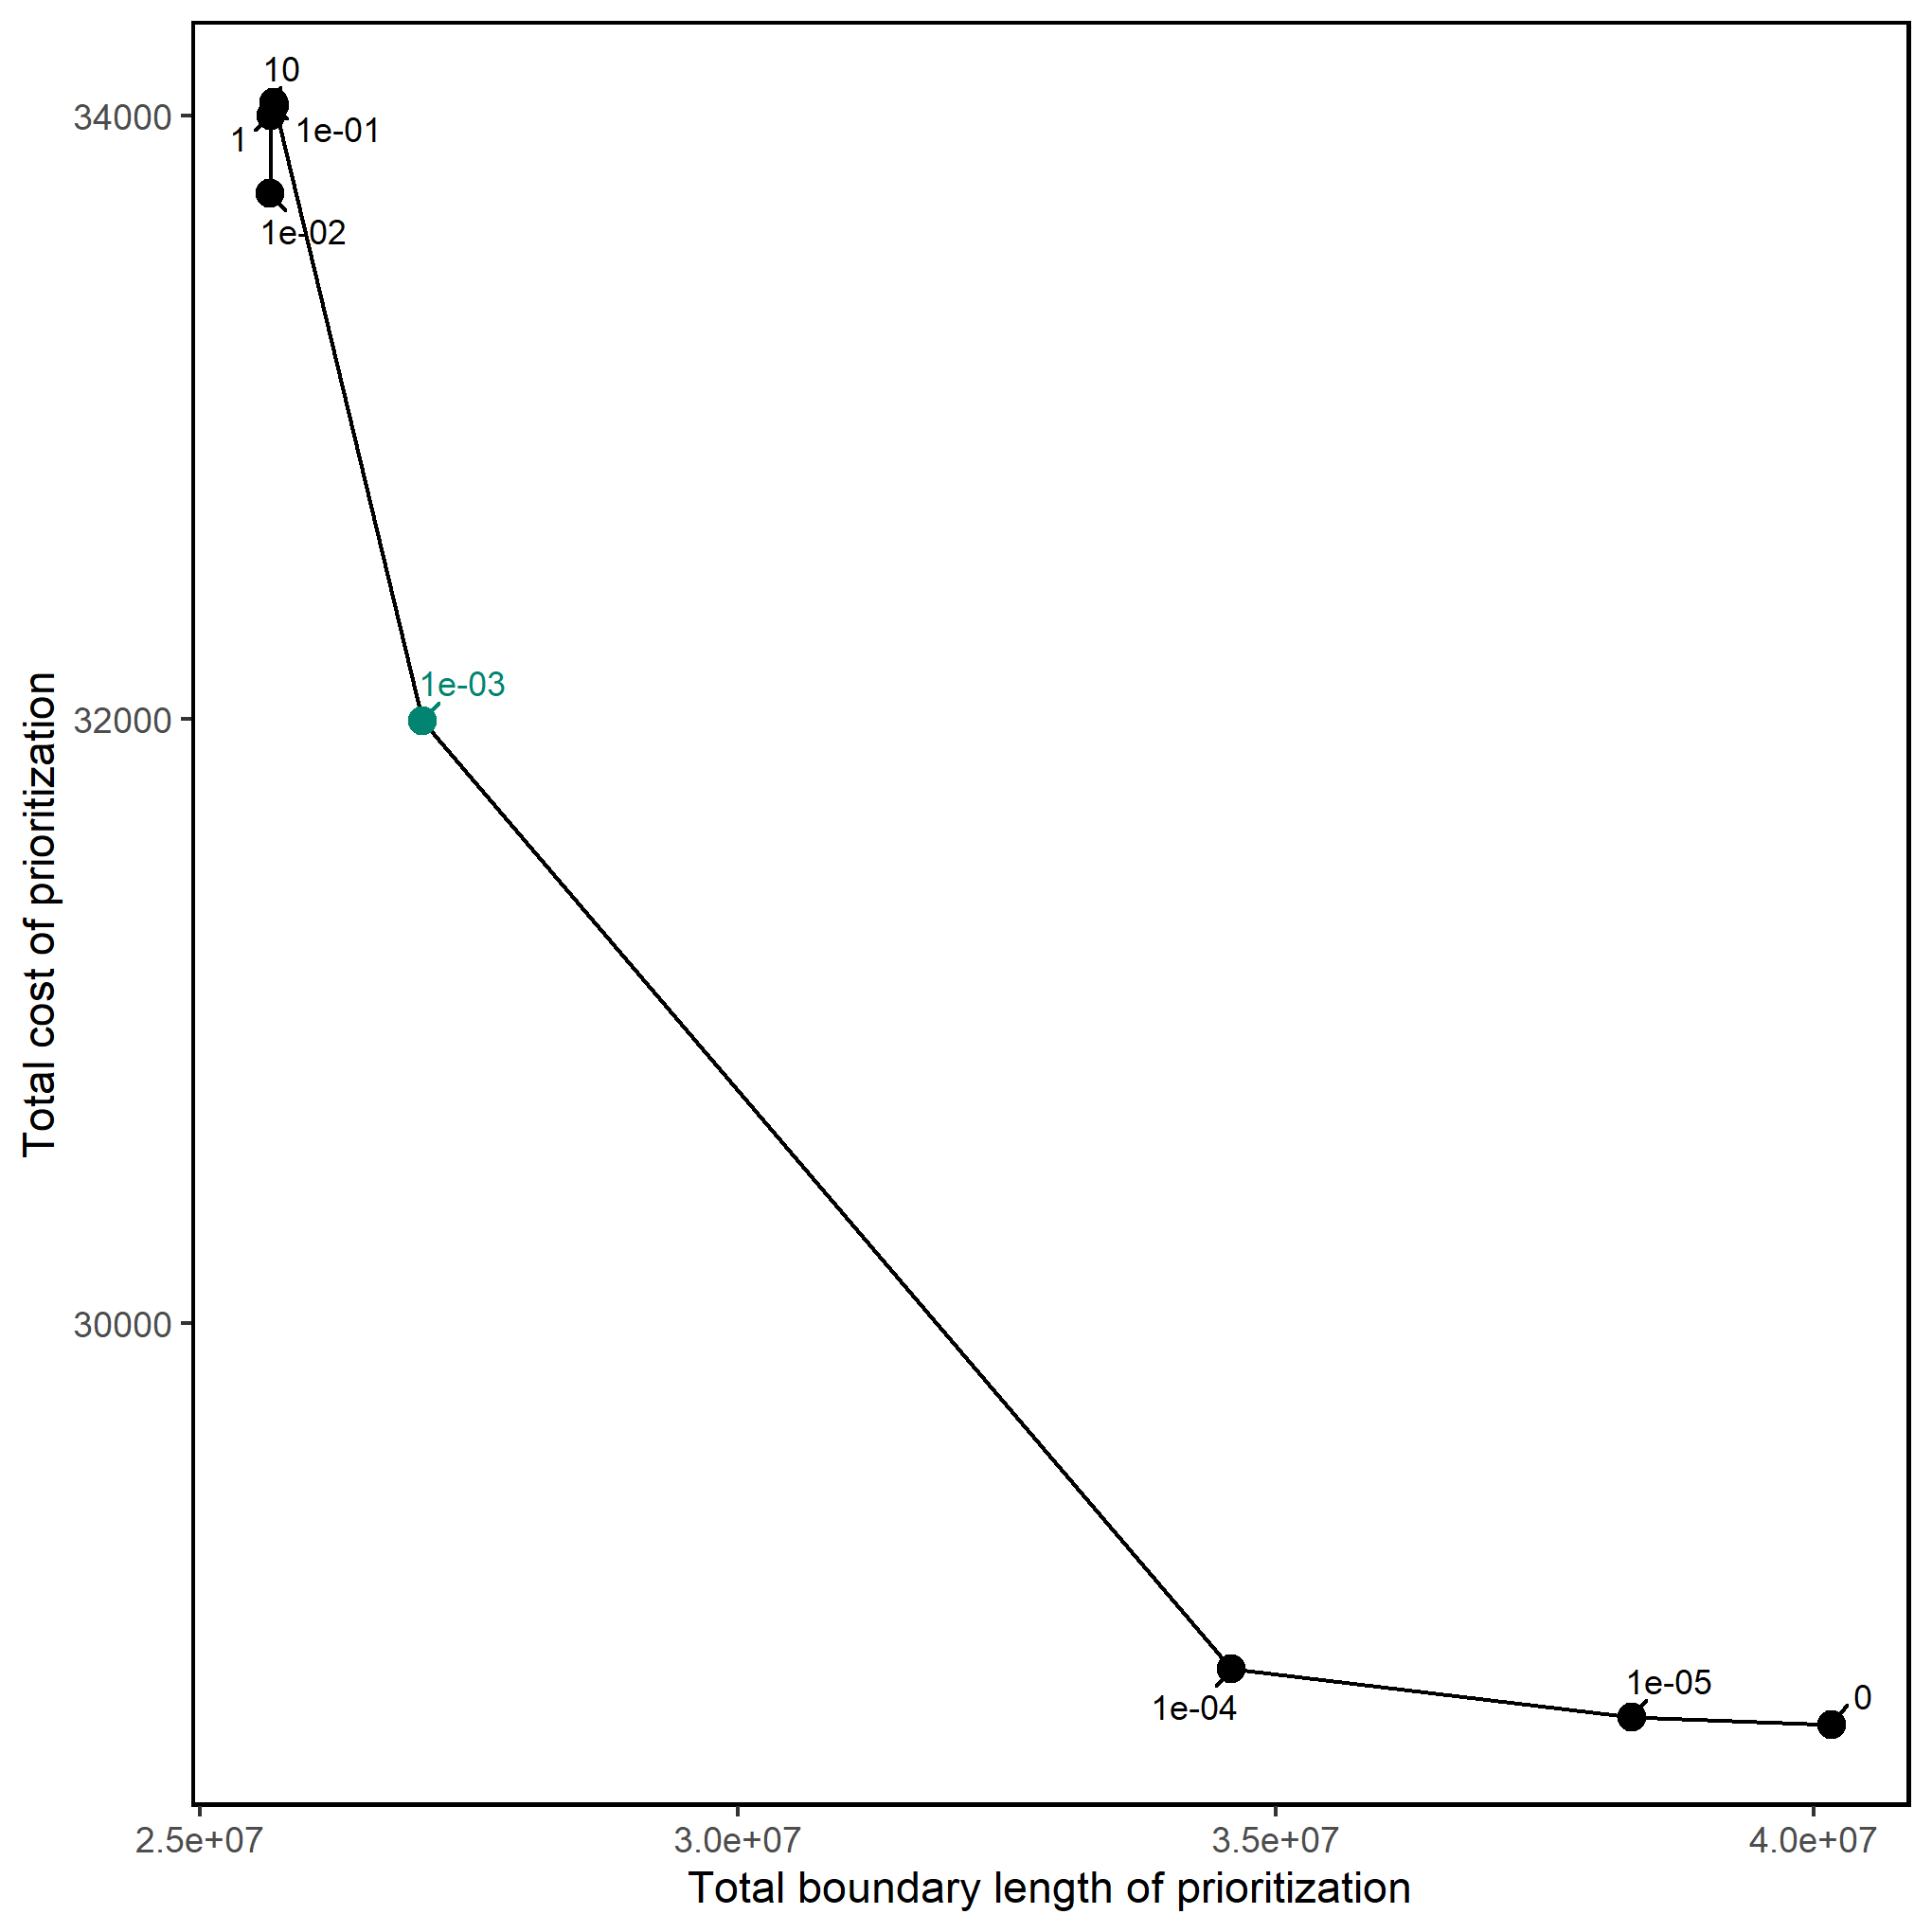 10
34000
1e-01
1
1e-02
1e-03
32000
Total cost of prioritization
30000
1e-05
0
1e-04
2.5e+07
3.0e+07
3.5e+07
4.0e+07
Total boundary length of prioritization